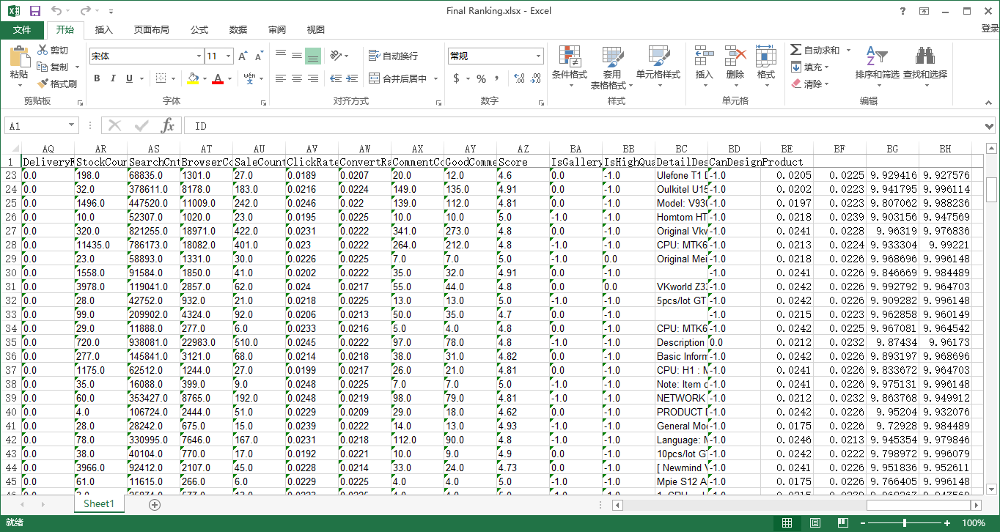 Final Ranking.xlsx - Excel
文件 开始 插入 页面布局 公式 数据 审阅 视图 登录
剪切
复制
格式刷
粘贴
剪贴板
宋体 11
字体
自动换行
合并后居中
对齐方式
常规
数字
条件格式 套用 表格格式 单元格样式
样式
插入 删除 格式
单元格
自动求和
填充
清除
排序和筛选 查找和选择
编辑
A1 ID
AQ AR AS AT AU AV AW AX AY AZ BA BB BC BD BE BF BG BH
1 DeliveryF StockCou SearchCnt BrowserCo SaleCount ClickRate ConvertRa CommentCo GoodComme Score IsGallery IsHighQua DetailDes CanDesignProduct
23 0.0 198.0 68835.0 1301.0 27.0 0.0189 0.0207 20.0 12.0 4.6 0.0 -1.0 Ulefone T1 D -1.0 0.0205 0.0225 9.929416 9.927576
24 0.0 32.0 378611.0 8178.0 183.0 0.0216 0.0224 149.0 135.0 4.91 0.0 -1.0 Oulkitel U15 -1.0 0.0202 0.0223 9.941795 9.996114
25 0.0 1496.0 447520.0 11009.0 242.0 0.0246 0.022 139.0 112.0 4.81 0.0 -1.0 Model: V930 -1.0 0.0197 0.0223 9.807062 9.988236
26 0.0 10.0 52307.0 1020.0 23.0 0.0195 0.0225 10.0 10.0 5.0 -1.0 -1.0 Homtom HT -1.0 0.0218 0.0239 9.903156 9.947569
27 0.0 320.0 821255.0 18971.0 422.0 0.0231 0.0222 341.0 273.0 4.8 0.0 -1.0 Original Vkw -1.0 0.0241 0.0228 9.96319 9.976836
28 0.0 11435.0 786173.0 18082.0 401.0 0.023 0.0222 264.0 212.0 4.8 -1.0 -1.0 CPU: MTK6 -1.0 0.0213 0.0224 9.933304 9.99221
29 0.0 23.0 58893.0 1331.0 30.0 0.0226 0.0225 7.0 7.0 5.0 -1.0 0.0 Original Mei -1.0 0.0218 0.0226 9.968696 9.996148
30 0.0 1558.0 91584.0 1850.0 41.0 0.0202 0.0222 35.0 32.0 4.91 0.0 -1.0 -1.0 0.0241 0.0226 9.846669 9.984489
31 0.0 3978.0 119041.0 2857.0 62.0 0.024 0.0217 55.0 44.0 4.8 0.0 0.0 VKworld Z33 -1.0 0.0242 0.0226 9.992792 9.964703
32 0.0 28.0 42752.0 932.0 21.0 0.0218 0.0225 13.0 13.0 5.0 -1.0 -1.0 5pcs/lot GT -1.0 0.0242 0.0226 9.909282 9.996148
33 0.0 99.0 209902.0 4324.0 92.0 0.0206 0.0213 50.0 35.0 4.7 0.0 -1.0 -1.0 0.0215 0.0223 9.962858 9.960149
34 0.0 29.0 11888.0 277.0 6.0 0.0233 0.0216 5.0 4.0 4.8 0.0 -1.0 CPU: MTK6 -1.0 0.0242 0.0225 9.967081 9.964542
35 0.0 720.0 938081.0 22983.0 510.0 0.0245 0.0222 97.0 78.0 4.8 -1.0 -1.0 Description 0.0 0.0212 0.0232 9.87434 9.96173
36 0.0 277.0 145841.0 3121.0 68.0 0.0214 0.0218 38.0 31.0 4.82 0.0 -1.0 Basic Inform -1.0 0.0242 0.0226 9.893197 9.968696
37 0.0 1175.0 62512.0 1244.0 27.0 0.0199 0.0217 26.0 21.0 4.81 0.0 -1.0 CPU: H1 : M -1.0 0.0241 0.0226 9.833672 9.964703
38 0.0 35.0 16088.0 399.0 9.0 0.0248 0.0225 7.0 7.0 5.0 -1.0 -1.0 Note: Item c -1.0 0.0241 0.0226 9.975131 9.996148
39 0.0 60.0 353427.0 8765.0 192.0 0.0248 0.0219 98.0 79.0 4.81 -1.0 -1.0 NETWORK -1.0 0.0212 0.0232 9.863768 9.949912
40 0.0 4.0 106724.0 2444.0 51.0 0.0229 0.0209 29.0 18.0 4.62 0.0 -1.0 PRODUCT D -1.0 0.0242 0.0226 9.95204 9.932076
41 0.0 28.0 28242.0 675.0 15.0 0.0239 0.0222 14.0 13.0 4.93 -1.0 -1.0 General Mod -1.0 0.0175 0.0226 9.72928 9.984489
42 0.0 78.0 330995.0 7646.0 167.0 0.0231 0.0218 112.0 90.0 4.8 -1.0 -1.0 Language: M -1.0 0.0246 0.0213 9.945354 9.979846
43 0.0 38.0 40104.0 770.0 17.0 0.0192 0.0221 10.0 9.0 4.9 0.0 -1.0 10pcs/lot G -1.0 0.0242 0.0222 9.798972 9.996079
44 0.0 3966.0 92412.0 2107.0 45.0 0.0228 0.0214 33.0 24.0 4.73 0.0 -1.0 [ Newmind V -1.0 0.0241 0.0226 9.951836 9.952611
45 0.0 61.0 11615.0 266.0 6.0 0.0229 0.0225 4.0 4.0 5.0 -1.0 -1.0 Mpie S12 A -1.0 0.0175 0.0226 9.766405 9.996148
Sheet1
就绪 100%